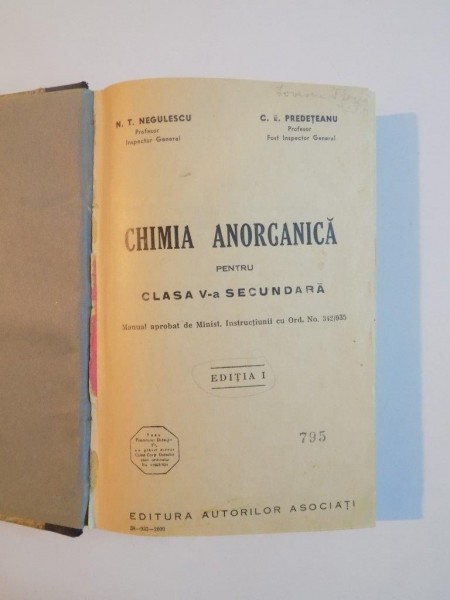 N. T. NEGULESCU
Profesor
Inspector General
C. E. PREDEȚEANU
Profesor
Fost Inspector General
CHIMIA ANORGANICĂ
PENTRU
CLASA V-a SECUNDARĂ
Manual aprobat de Minist. Instrucțiunii cu Ord. No. 342/935
EDIȚIA I
795
EDITURA AUTORILOR ASOCIAȚI